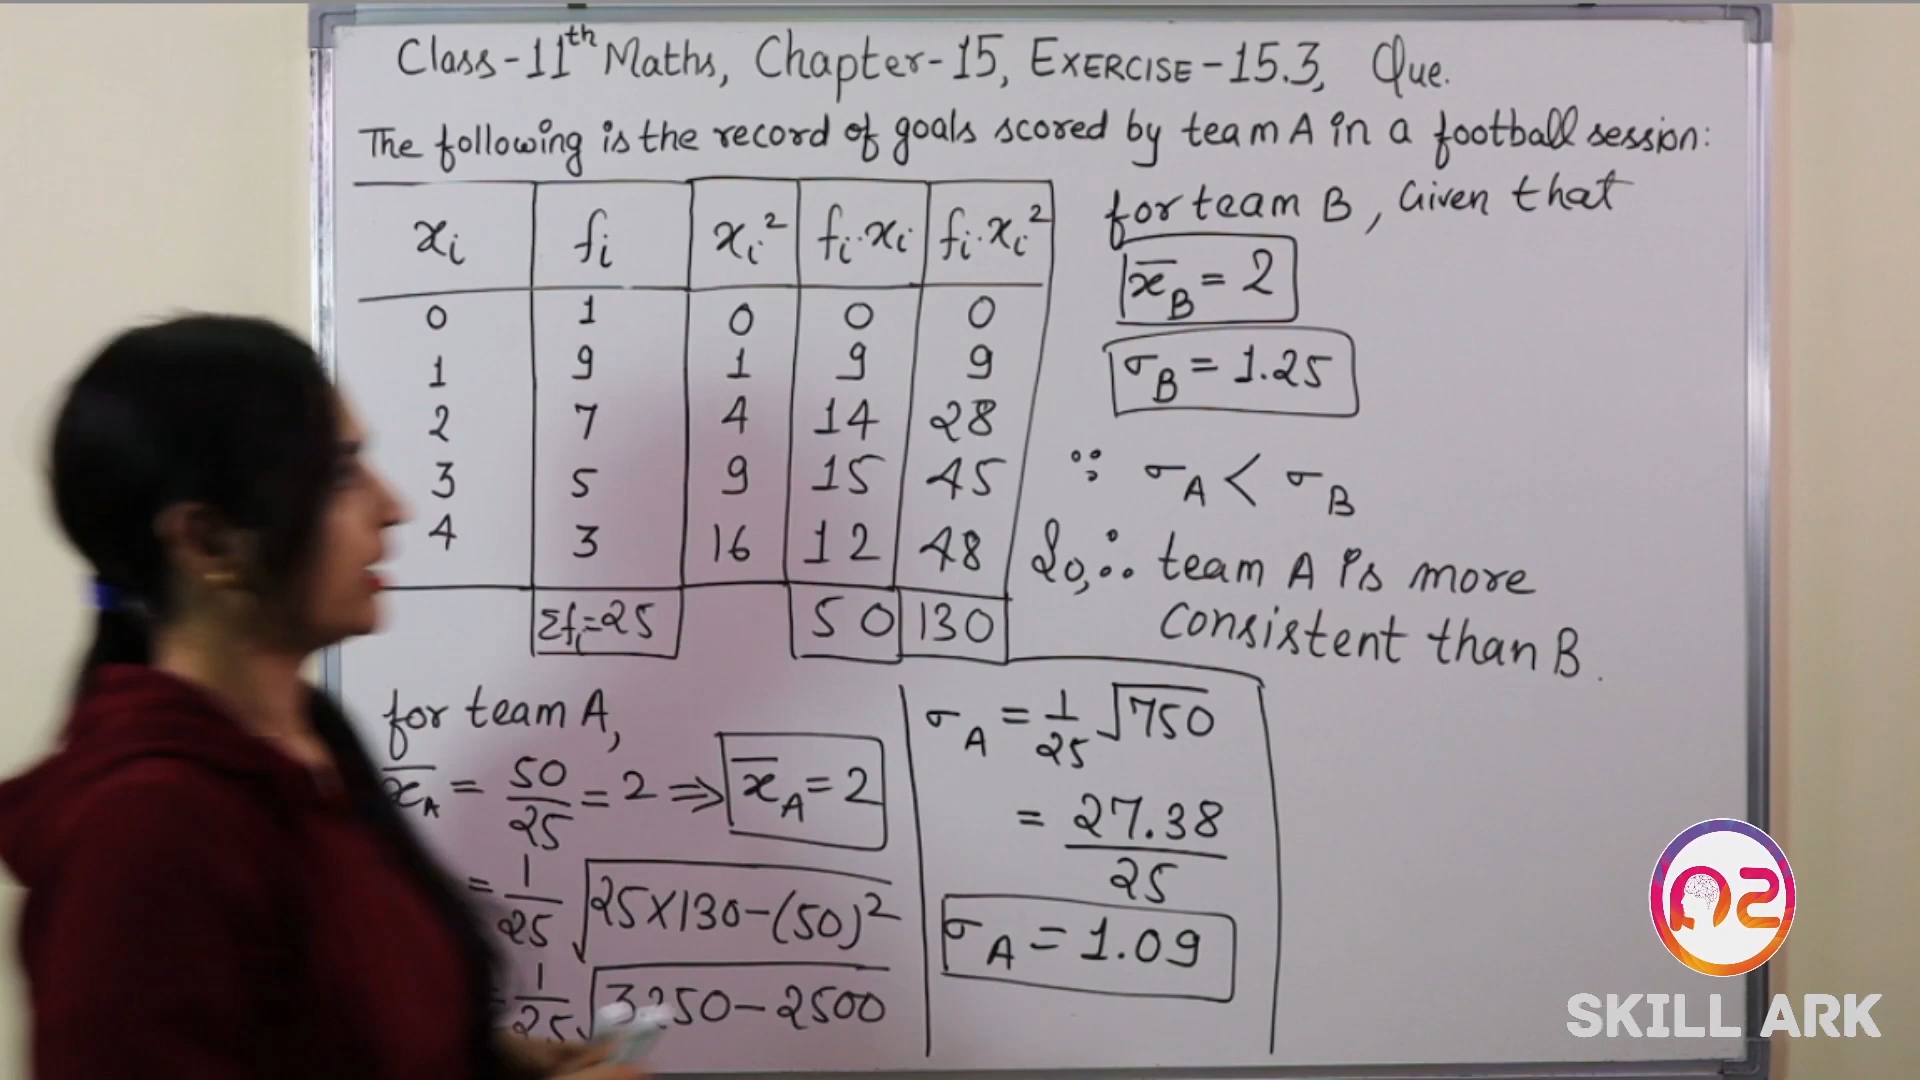 Class-11th Maths, Chapter-15, EXERCISE-15.3, Que.
The following is the record of goals scored by team A in a football session:
xi fi xi² fi·xi fi·xi²
0 1 0 0 0
1 9 1 9 9
2 7 4 14 28
3 5 9 15 45
4 3 16 12 48
Σfi=25 50 130
for team B, Given that
x̄B = 2
σB = 1.25
∵ σA < σB
So, ∴ team A is more
consistent than B.
for team A,
x̄A = 50/25 = 2 ⇒ x̄A = 2
= 1/25 √25×130-(50)²
= 1/25 √3250-2500
σA = 1/25 √750
= 27.38/25
σA = 1.09
SKILL ARK